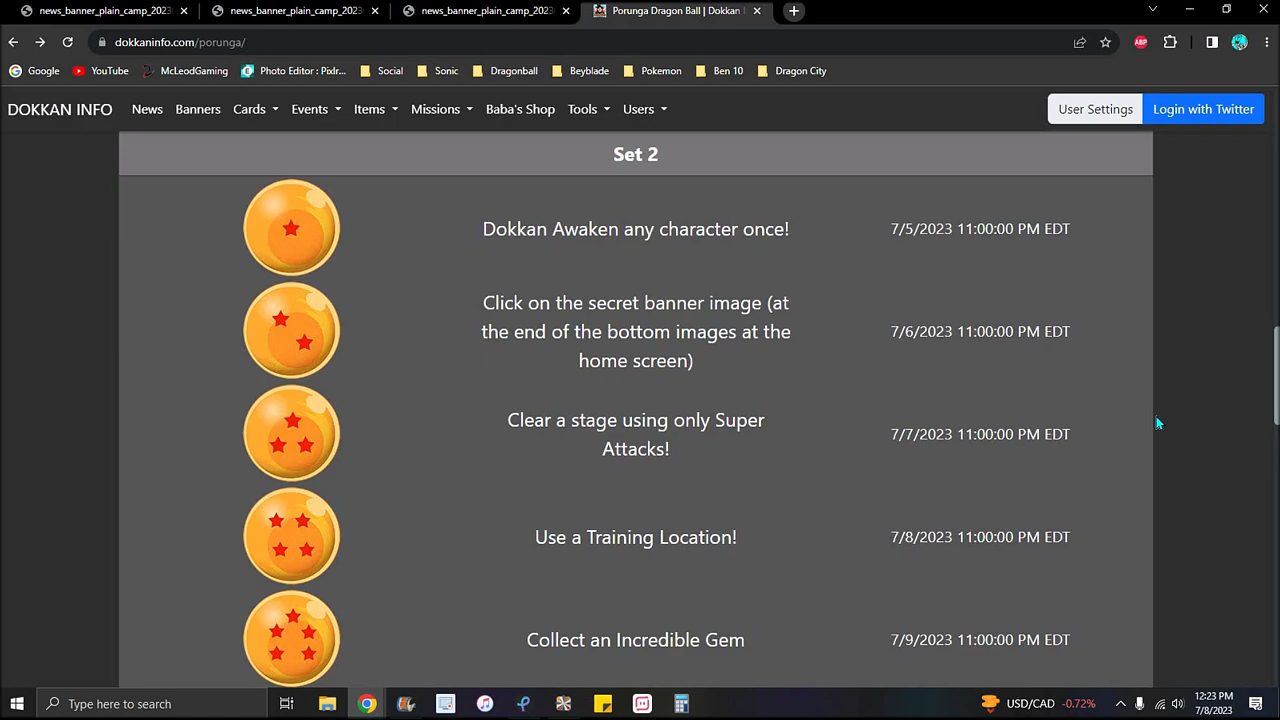 news_banner_plain_camp_2023
news_banner_plain_camp_2023
news_banner_plain_camp_2023
Porunga Dragon Ball | Dokkan
dokkaninfo.com/porunga/
ABP
Google YouTube McLeodGaming Photo Editor : Pixlr... Social Sonic Dragonball Beyblade Pokemon Ben 10 Dragon City
DOKKAN INFO News Banners Cards Events Items Missions Baba's Shop Tools Users User Settings Login with Twitter
Set 2
Dokkan Awaken any character once! 7/5/2023 11:00:00 PM EDT
Click on the secret banner image (at
the end of the bottom images at the 7/6/2023 11:00:00 PM EDT
home screen)
Clear a stage using only Super
Attacks!
7/7/2023 11:00:00 PM EDT
Use a Training Location! 7/8/2023 11:00:00 PM EDT
Collect an Incredible Gem 7/9/2023 11:00:00 PM EDT
Type here to search USD/CAD -0.72% 12:23 PM
7/8/2023